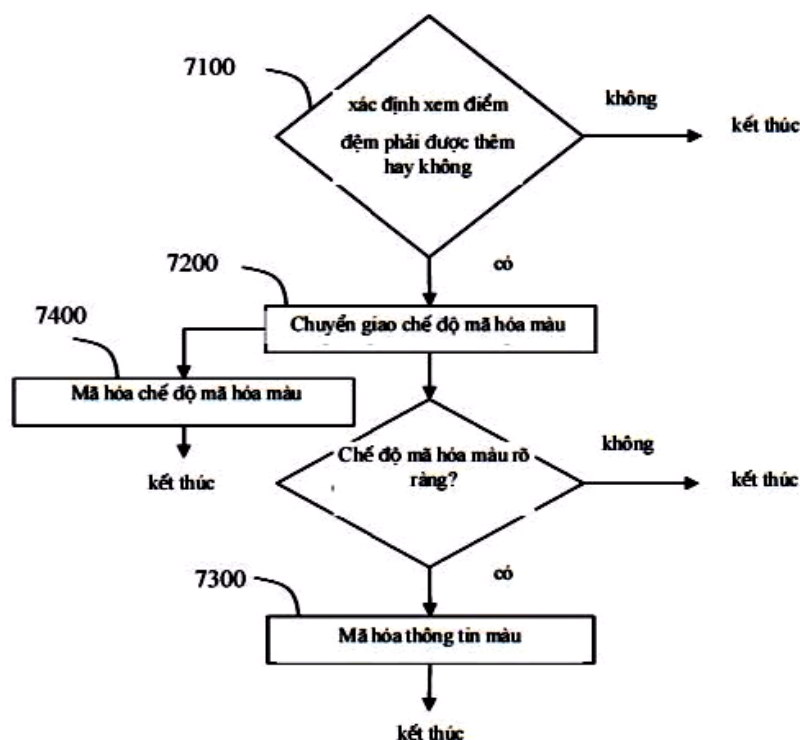 7100
xác định xem điểm
đệm phải được thêm
hay không
không
kết thúc
có
7200
Chuyển giao chế độ mã hóa màu
7400
Mã hóa chế độ mã hóa màu
kết thúc
Chế độ mã hóa màu rõ
ràng?
không
kết thúc
có
7300
Mã hóa thông tin màu
kết thúc